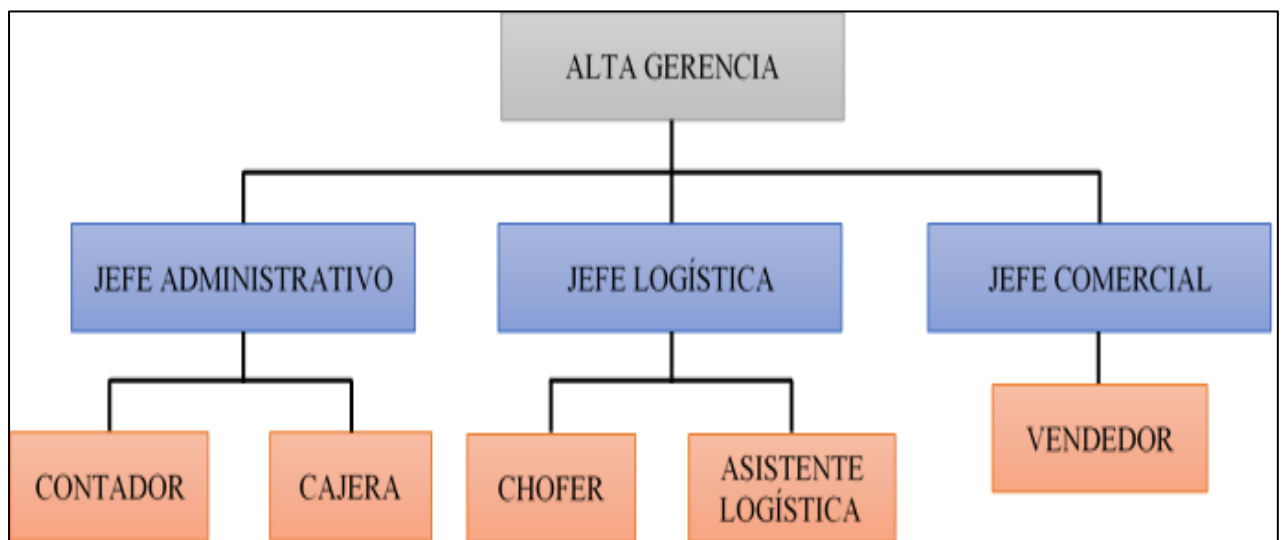 ALTA GERENCIA
JEFE ADMINISTRATIVO
JEFE LOGÍSTICA
JEFE COMERCIAL
CONTADOR
CAJERA
CHOFER
ASISTENTE
LOGÍSTICA
VENDEDOR